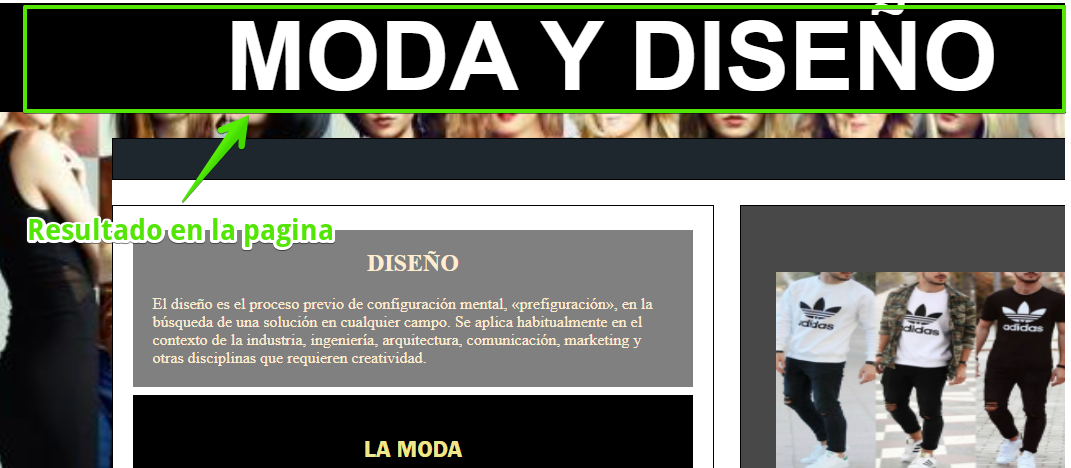 MODA Y DISEÑO
Resultado en la pagina
DISEÑO
El diseño es el proceso previo de configuración mental, «prefiguración», en la
búsqueda de una solución en cualquier campo. Se aplica habitualmente en el
contexto de la industria, ingeniería, arquitectura, comunicación, marketing y
otras disciplinas que requieren creatividad.
LA MODA
adidas
adidas
adidas